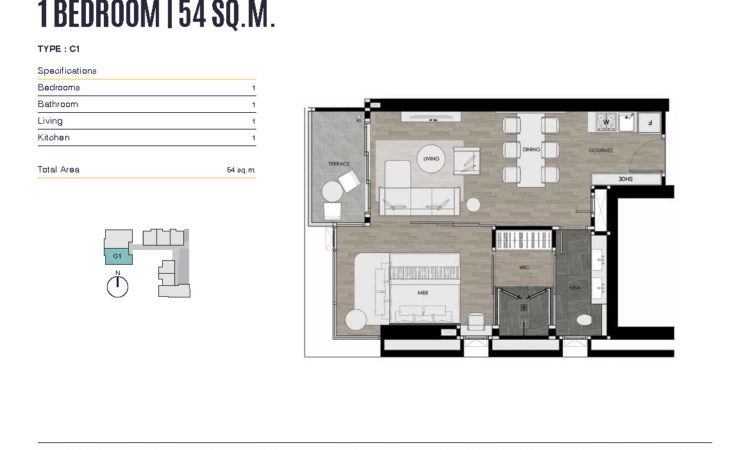 1 BEDROOM | 54 SQ.M.
TYPE : C1
Specifications
Bedrooms 1
Bathroom 1
Living 1
Kitchen 1
Total Area 54 sq.m.
C1
N
TERRACE
LIVING
DINING
GOURMET
W
F
SHOE
MBR
WIC
MBA